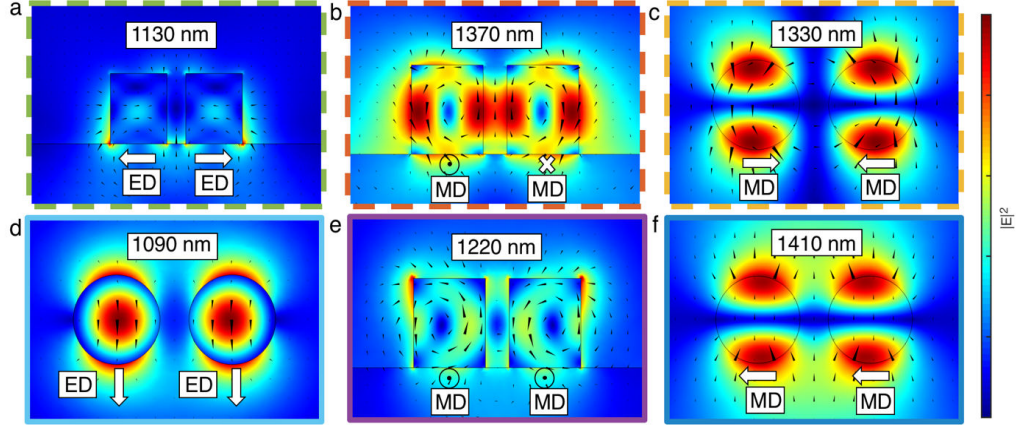 a
1130 nm
ED ED
b
1370 nm
MD MD
c
1330 nm
MD MD
|E|²
d
1090 nm
ED ED
e
1220 nm
MD MD
f
1410 nm
MD MD